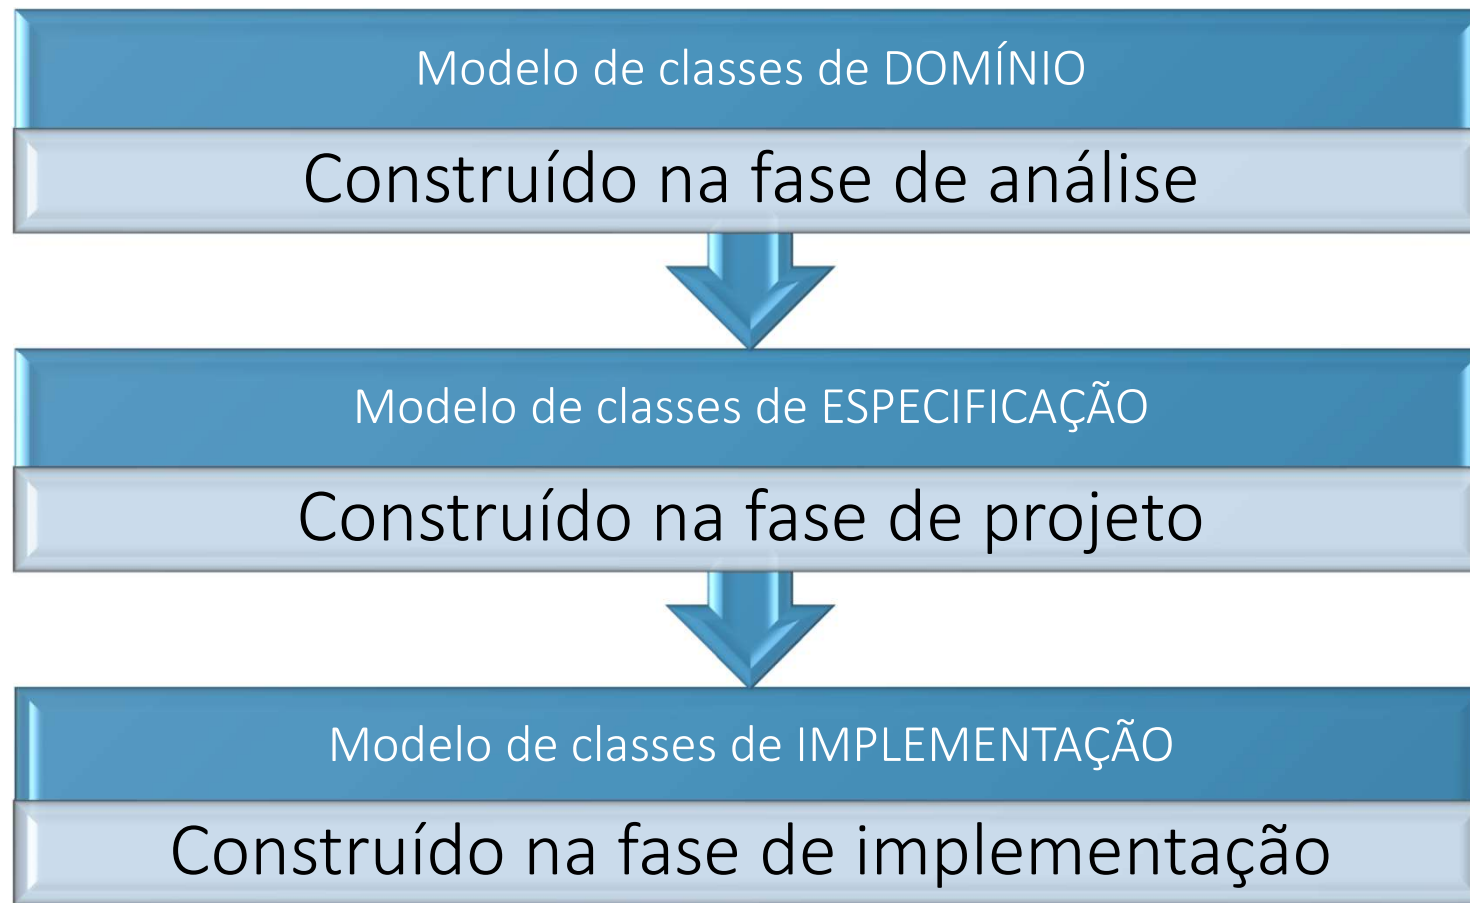 Modelo de classes de DOMÍNIO
Construído na fase de análise
Modelo de classes de ESPECIFICAÇÃO
Construído na fase de projeto
Modelo de classes de IMPLEMENTAÇÃO
Construído na fase de implementação